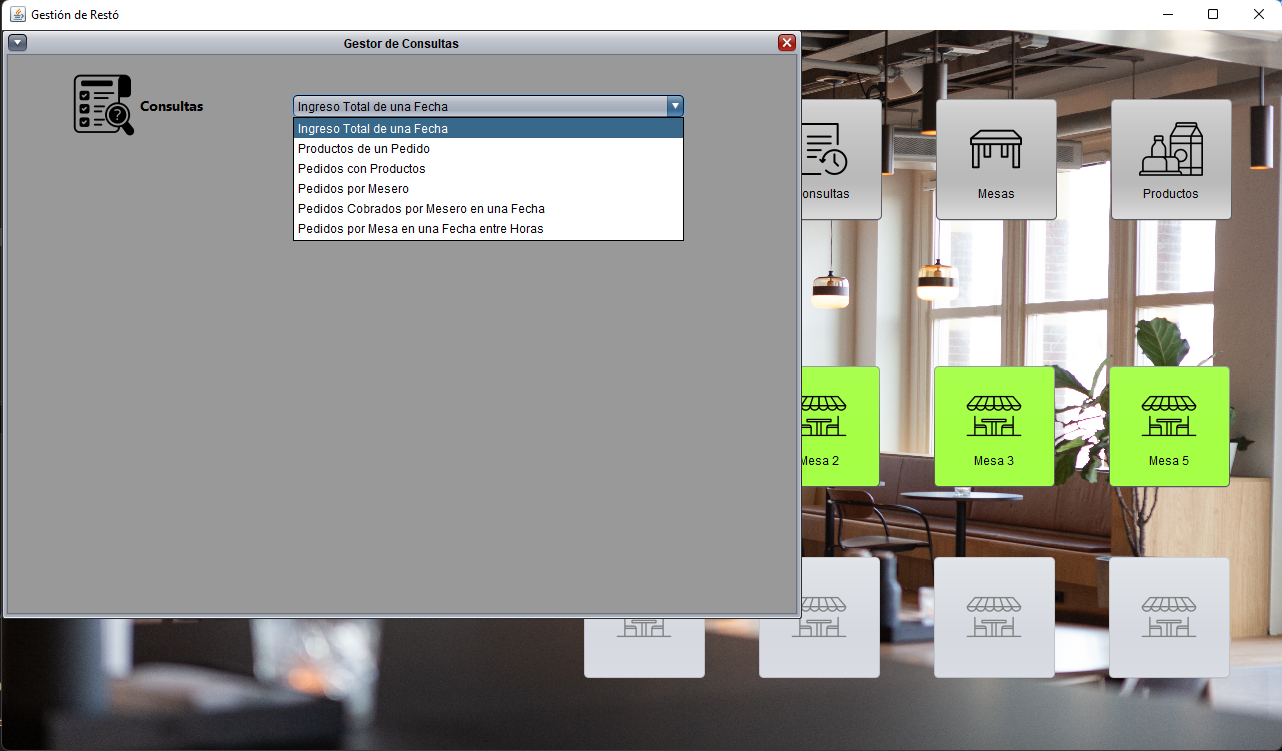 Gestión de Restó
Gestor de Consultas
Consultas
Ingreso Total de una Fecha
Ingreso Total de una Fecha
Productos de un Pedido
Pedidos con Productos
Pedidos por Mesero
Pedidos Cobrados por Mesero en una Fecha
Pedidos por Mesa en una Fecha entre Horas
onsultas
Mesas
Productos
Mesa 2
Mesa 3
Mesa 5